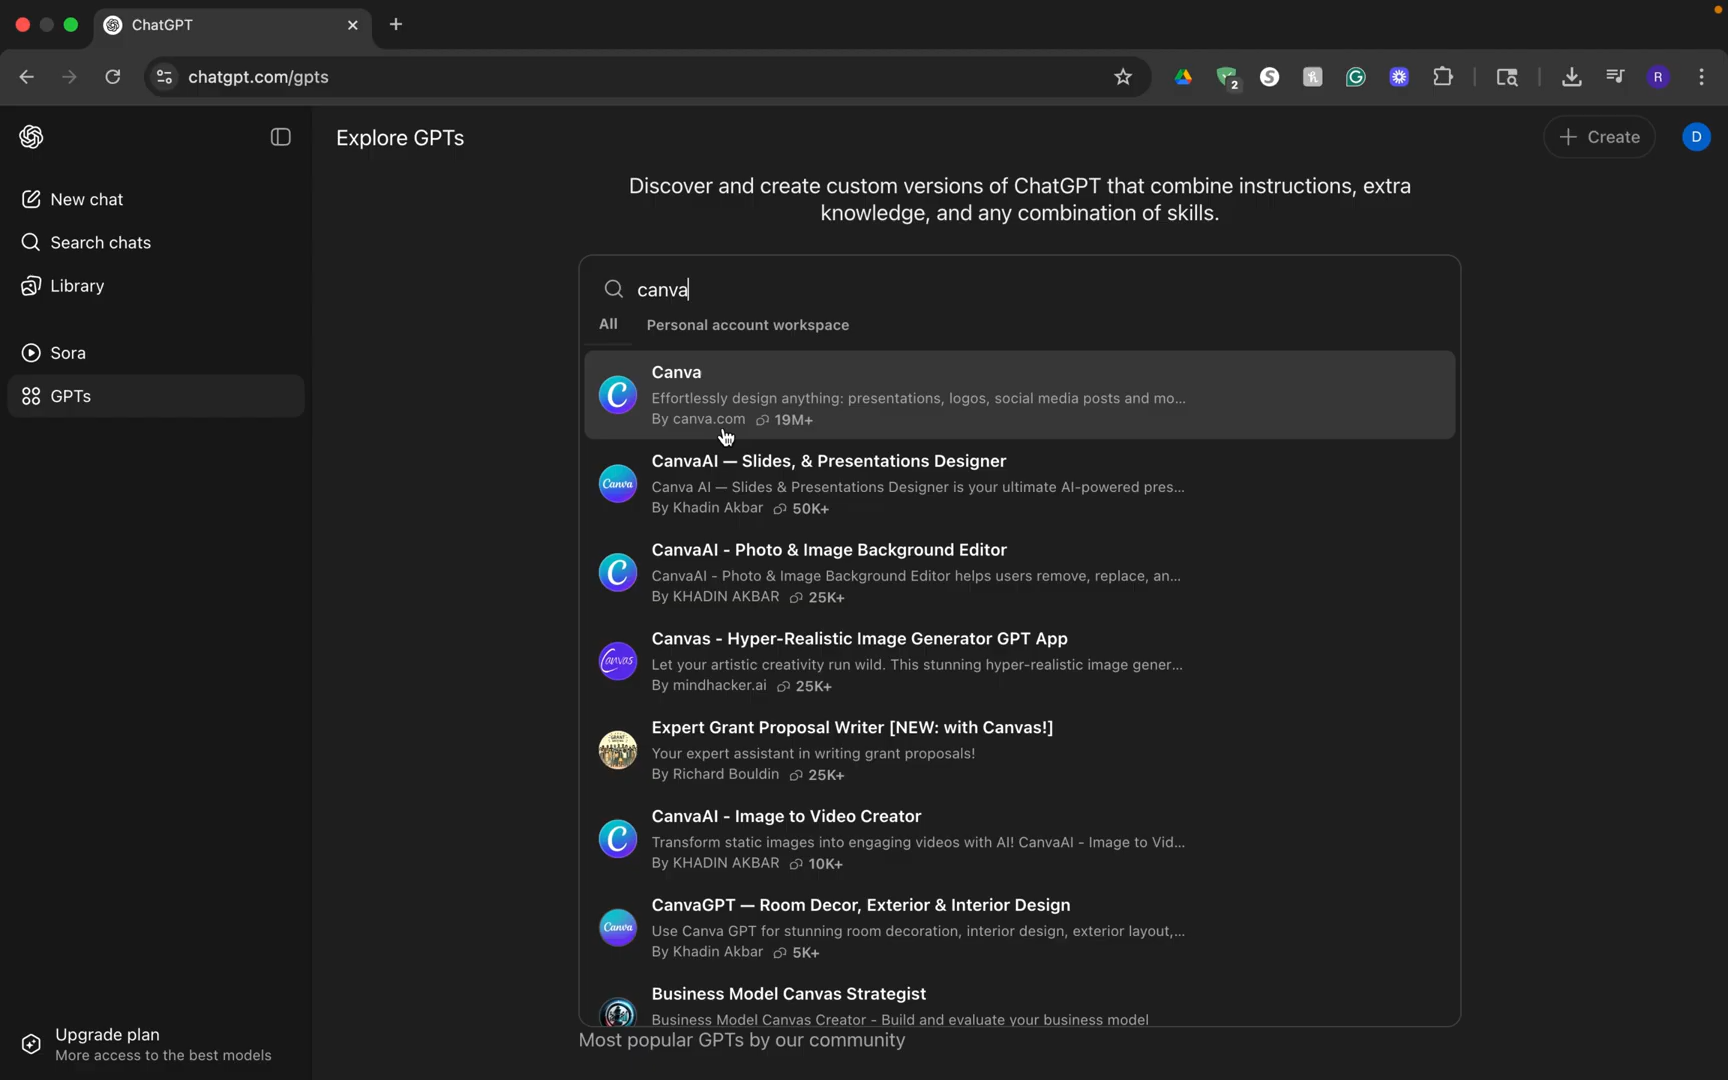 ChatGPT
chatgpt.com/gpts
2
R
Explore GPTs
Create
D
New chat
Search chats
Library
Sora
GPTs
Discover and create custom versions of ChatGPT that combine instructions, extra
knowledge, and any combination of skills.
canva
All Personal account workspace
Canva
Effortlessly design anything: presentations, logos, social media posts and mo...
By canva.com 19M+
CanvaAI — Slides, & Presentations Designer
Canva AI — Slides & Presentations Designer is your ultimate AI-powered pres...
By Khadin Akbar 50K+
CanvaAI - Photo & Image Background Editor
CanvaAI - Photo & Image Background Editor helps users remove, replace, an...
By KHADIN AKBAR 25K+
Canvas - Hyper-Realistic Image Generator GPT App
Let your artistic creativity run wild. This stunning hyper-realistic image gener...
By mindhacker.ai 25K+
Expert Grant Proposal Writer [NEW: with Canvas!]
Your expert assistant in writing grant proposals!
By Richard Bouldin 25K+
CanvaAI - Image to Video Creator
Transform static images into engaging videos with AI! CanvaAI - Image to Vid...
By KHADIN AKBAR 10K+
CanvaGPT — Room Decor, Exterior & Interior Design
Use Canva GPT for stunning room decoration, interior design, exterior layout,...
By Khadin Akbar 5K+
Business Model Canvas Strategist
Business Model Canvas Creator - Build and evaluate your business model
Most popular GPTs by our community
Upgrade plan
More access to the best models